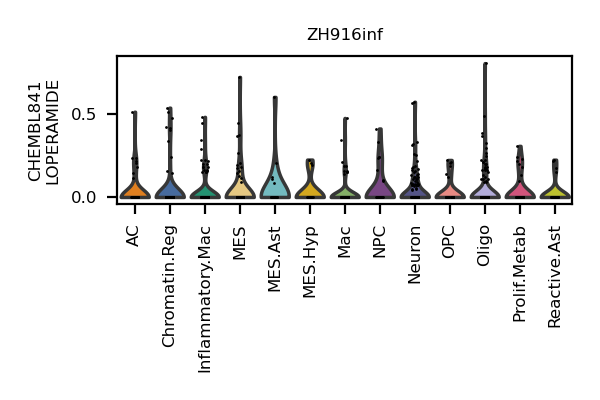 ZH916inf
CHEMBL841
LOPERAMIDE
0.5
0.0
AC
Chromatin.Reg
Inflammatory.Mac
MES
MES.Ast
MES.Hyp
Mac
NPC
Neuron
OPC
Oligo
Prolif.Metab
Reactive.Ast